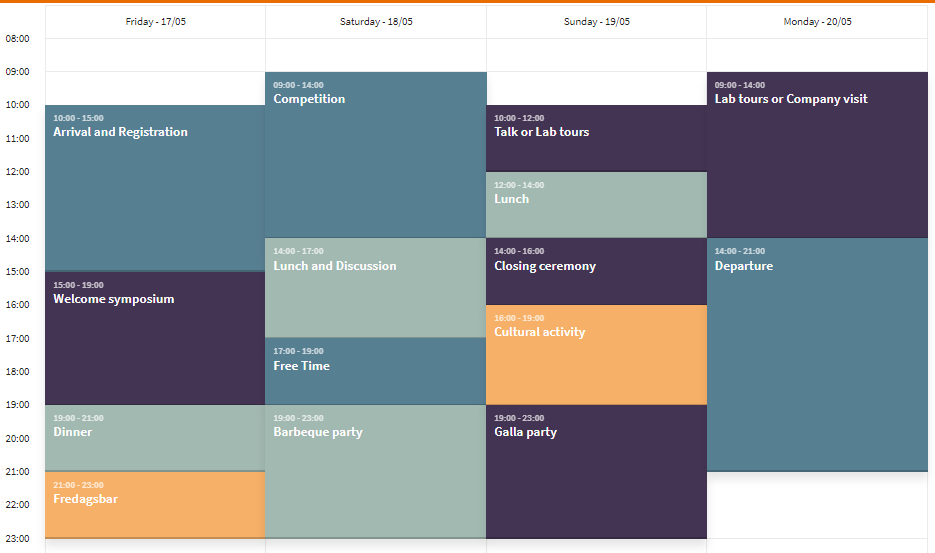 Friday - 17/05
Saturday - 18/05
Sunday - 19/05
Monday - 20/05
08:00
09:00
10:00
11:00
12:00
13:00
14:00
15:00
16:00
17:00
18:00
19:00
20:00
21:00
22:00
23:00
10:00 - 15:00
Arrival and Registration
15:00 - 19:00
Welcome symposium
19:00 - 21:00
Dinner
21:00 - 23:00
Fredagsbar
09:00 - 14:00
Competition
14:00 - 17:00
Lunch and Discussion
17:00 - 19:00
Free Time
19:00 - 23:00
Barbeque party
10:00 - 12:00
Talk or Lab tours
12:00 - 14:00
Lunch
14:00 - 16:00
Closing ceremony
16:00 - 19:00
Cultural activity
19:00 - 23:00
Galla party
09:00 - 14:00
Lab tours or Company visit
14:00 - 21:00
Departure